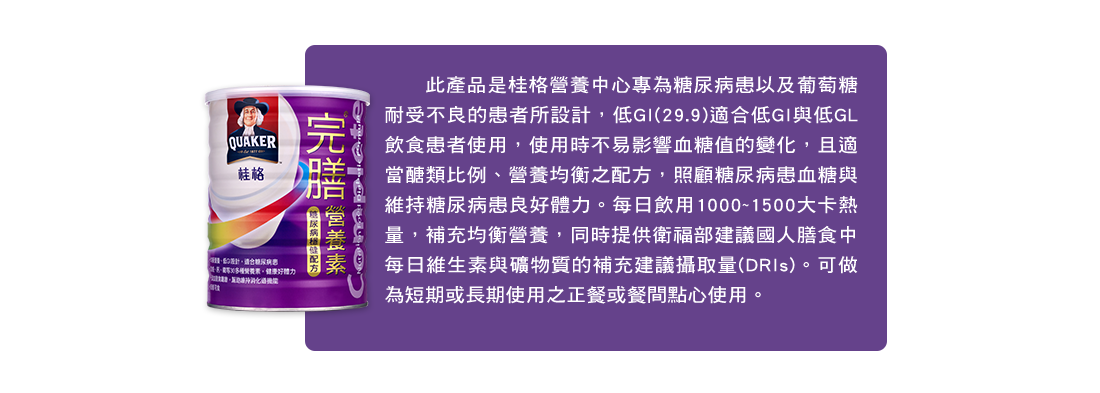 此產品是桂格營養中心專為糖尿病患以及葡萄糖
耐受不良的患者所設計，低GI(29.9)適合低GI與低GL
飲食患者使用，使用時不易影響血糖值的變化，且適
當醣類比例、營養均衡之配方，照顧糖尿病患血糖與
維持糖尿病患良好體力。每日飲用1000~1500大卡熱
量，補充均衡營養，同時提供衛福部建議國人膳食中
每日維生素與礦物質的補充建議攝取量(DRIs)。可做
為短期或長期使用之正餐或餐間點心使用。
QUAKER
桂格
完膳
營養素
糖尿病穩健配方
Complete